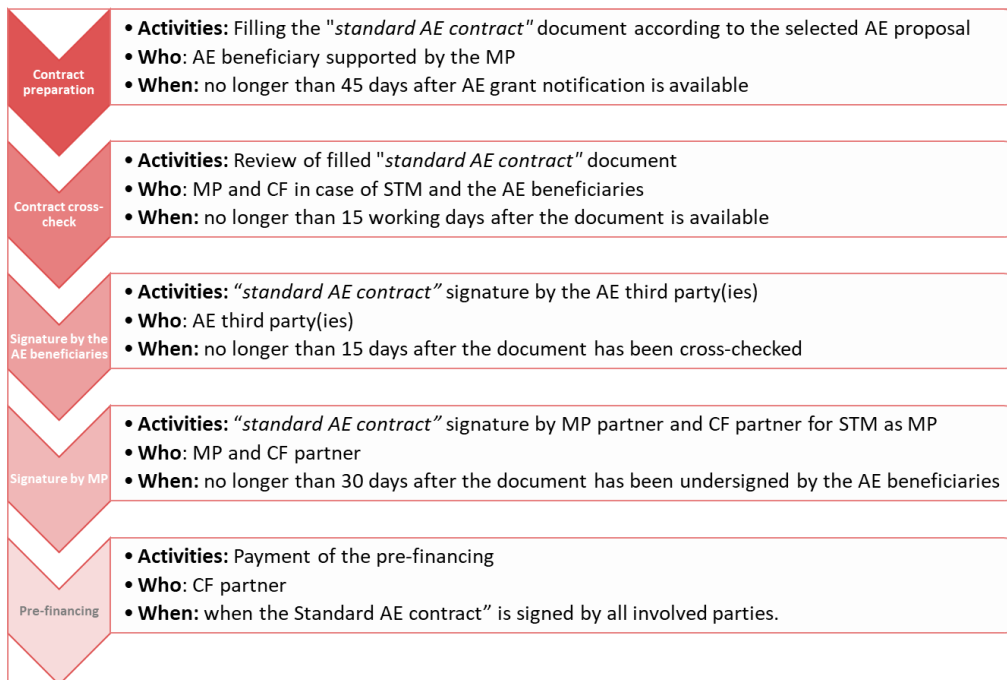 Contract
preparation
• Activities: Filling the "standard AE contract" document according to the selected AE proposal
• Who: AE beneficiary supported by the MP
• When: no longer than 45 days after AE grant notification is available
Contract cross-
check
• Activities: Review of filled "standard AE contract" document
• Who: MP and CF in case of STM and the AE beneficiaries
• When: no longer than 15 working days after the document is available
Signature by the
AE beneficiaries
• Activities: “standard AE contract” signature by the AE third party(ies)
• Who: AE third party(ies)
• When: no longer than 15 days after the document has been cross-checked
Signature by MP
• Activities: “standard AE contract” signature by MP partner and CF partner for STM as MP
• Who: MP and CF partner
• When: no longer than 30 days after the document has been undersigned by the AE beneficiaries
Pre-financing
• Activities: Payment of the pre-financing
• Who: CF partner
• When: when the Standard AE contract” is signed by all involved parties.